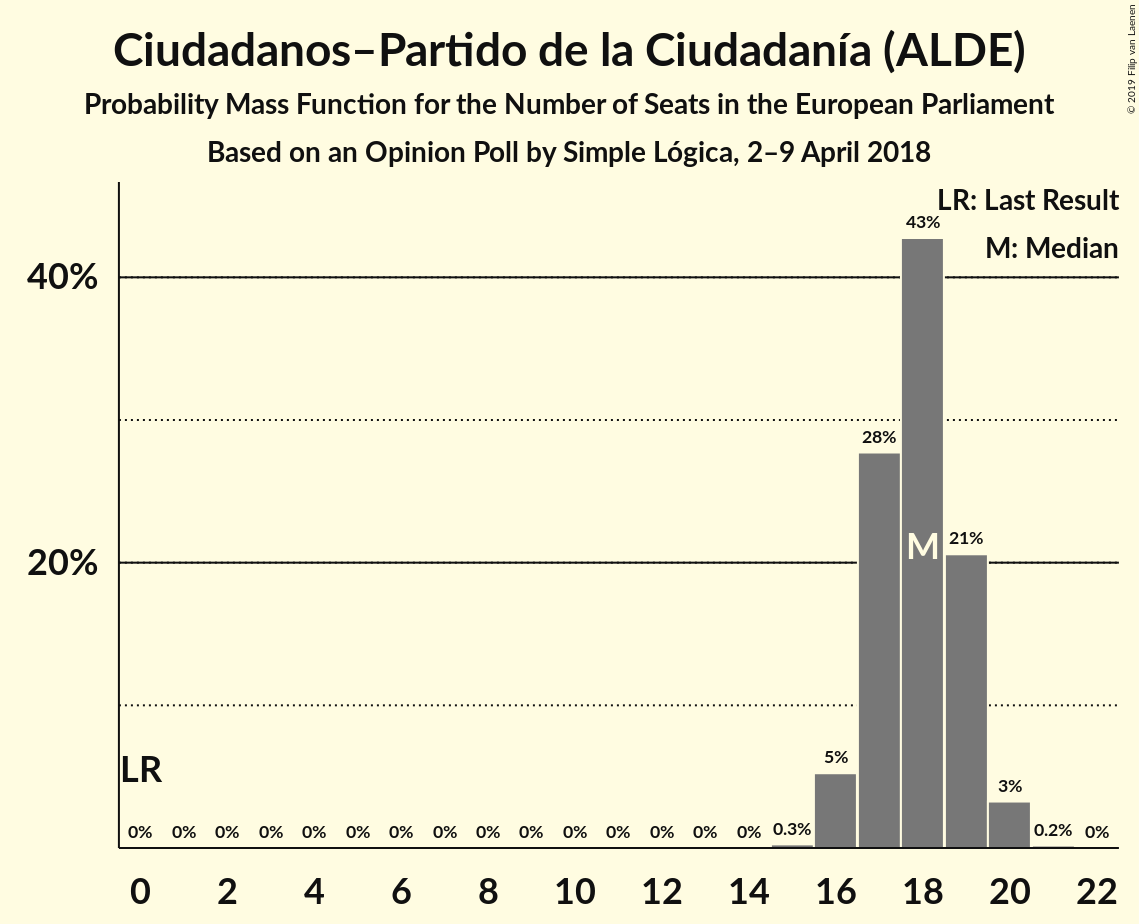 Ciudadanos–Partido de la Ciudadanía (ALDE)
Probability Mass Function for the Number of Seats in the European Parliament
Based on an Opinion Poll by Simple Lógica, 2–9 April 2018
© 2019 Filip van Laenen
LR: Last Result
M: Median
43%
40%
28%
M
21%
20%
LR
5%
3%
0% 0% 0% 0% 0% 0% 0% 0% 0% 0% 0% 0% 0% 0% 0% 0.3% 0.2% 0%
0 2 4 6 8 10 12 14 16 18 20 22